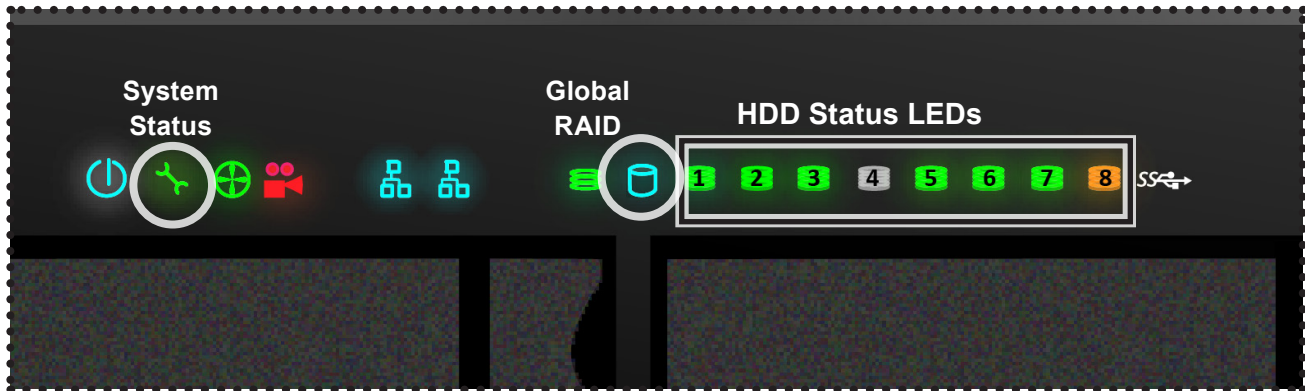 System
Status
Global
RAID
HDD Status LEDs
1 2 3 4 5 6 7 8 SS